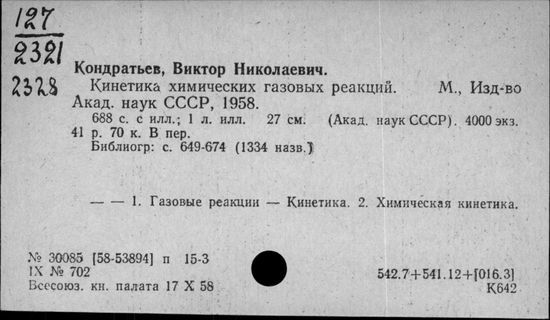 127
2321
2328
Кондратьев, Виктор Николаевич.
Кинетика химических газовых реакций. М., Изд-во
Акад. наук СССР, 1958.
688 с. с илл.; 1 л. илл. 27 см. (Акад. наук СССР). 4000 экз.
41 р. 70 к. В пер.
Библиогр: с. 649-674 (1334 назв.)
— — 1. Газовые реакции — Кинетика. 2. Химическая кинетика.
№ 30085 [58-53894] п 15-3
IX № 702
Всесоюз. кн. палата 17 X 58
542.7+541.12+[016.3]
К642